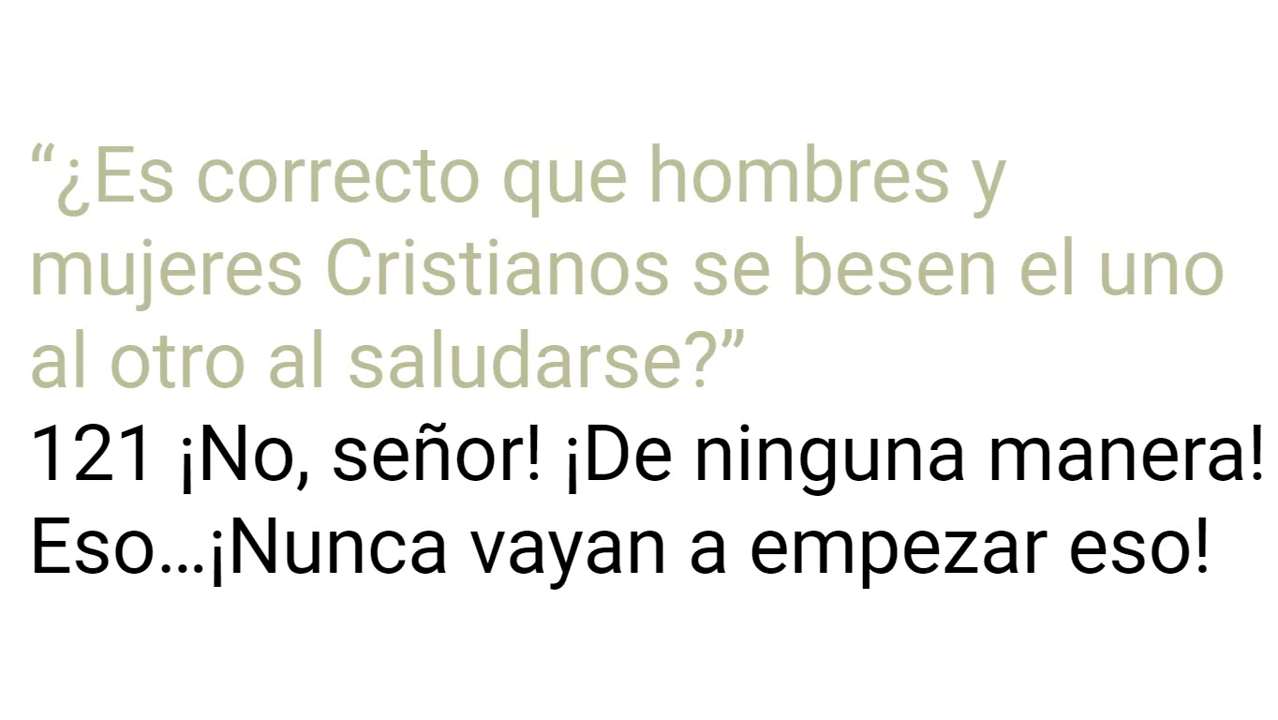 “¿Es correcto que hombres y
mujeres Cristianos se besen el uno
al otro al saludarse?”
121 ¡No, señor! ¡De ninguna manera!
Eso...¡Nunca vayan a empezar eso!